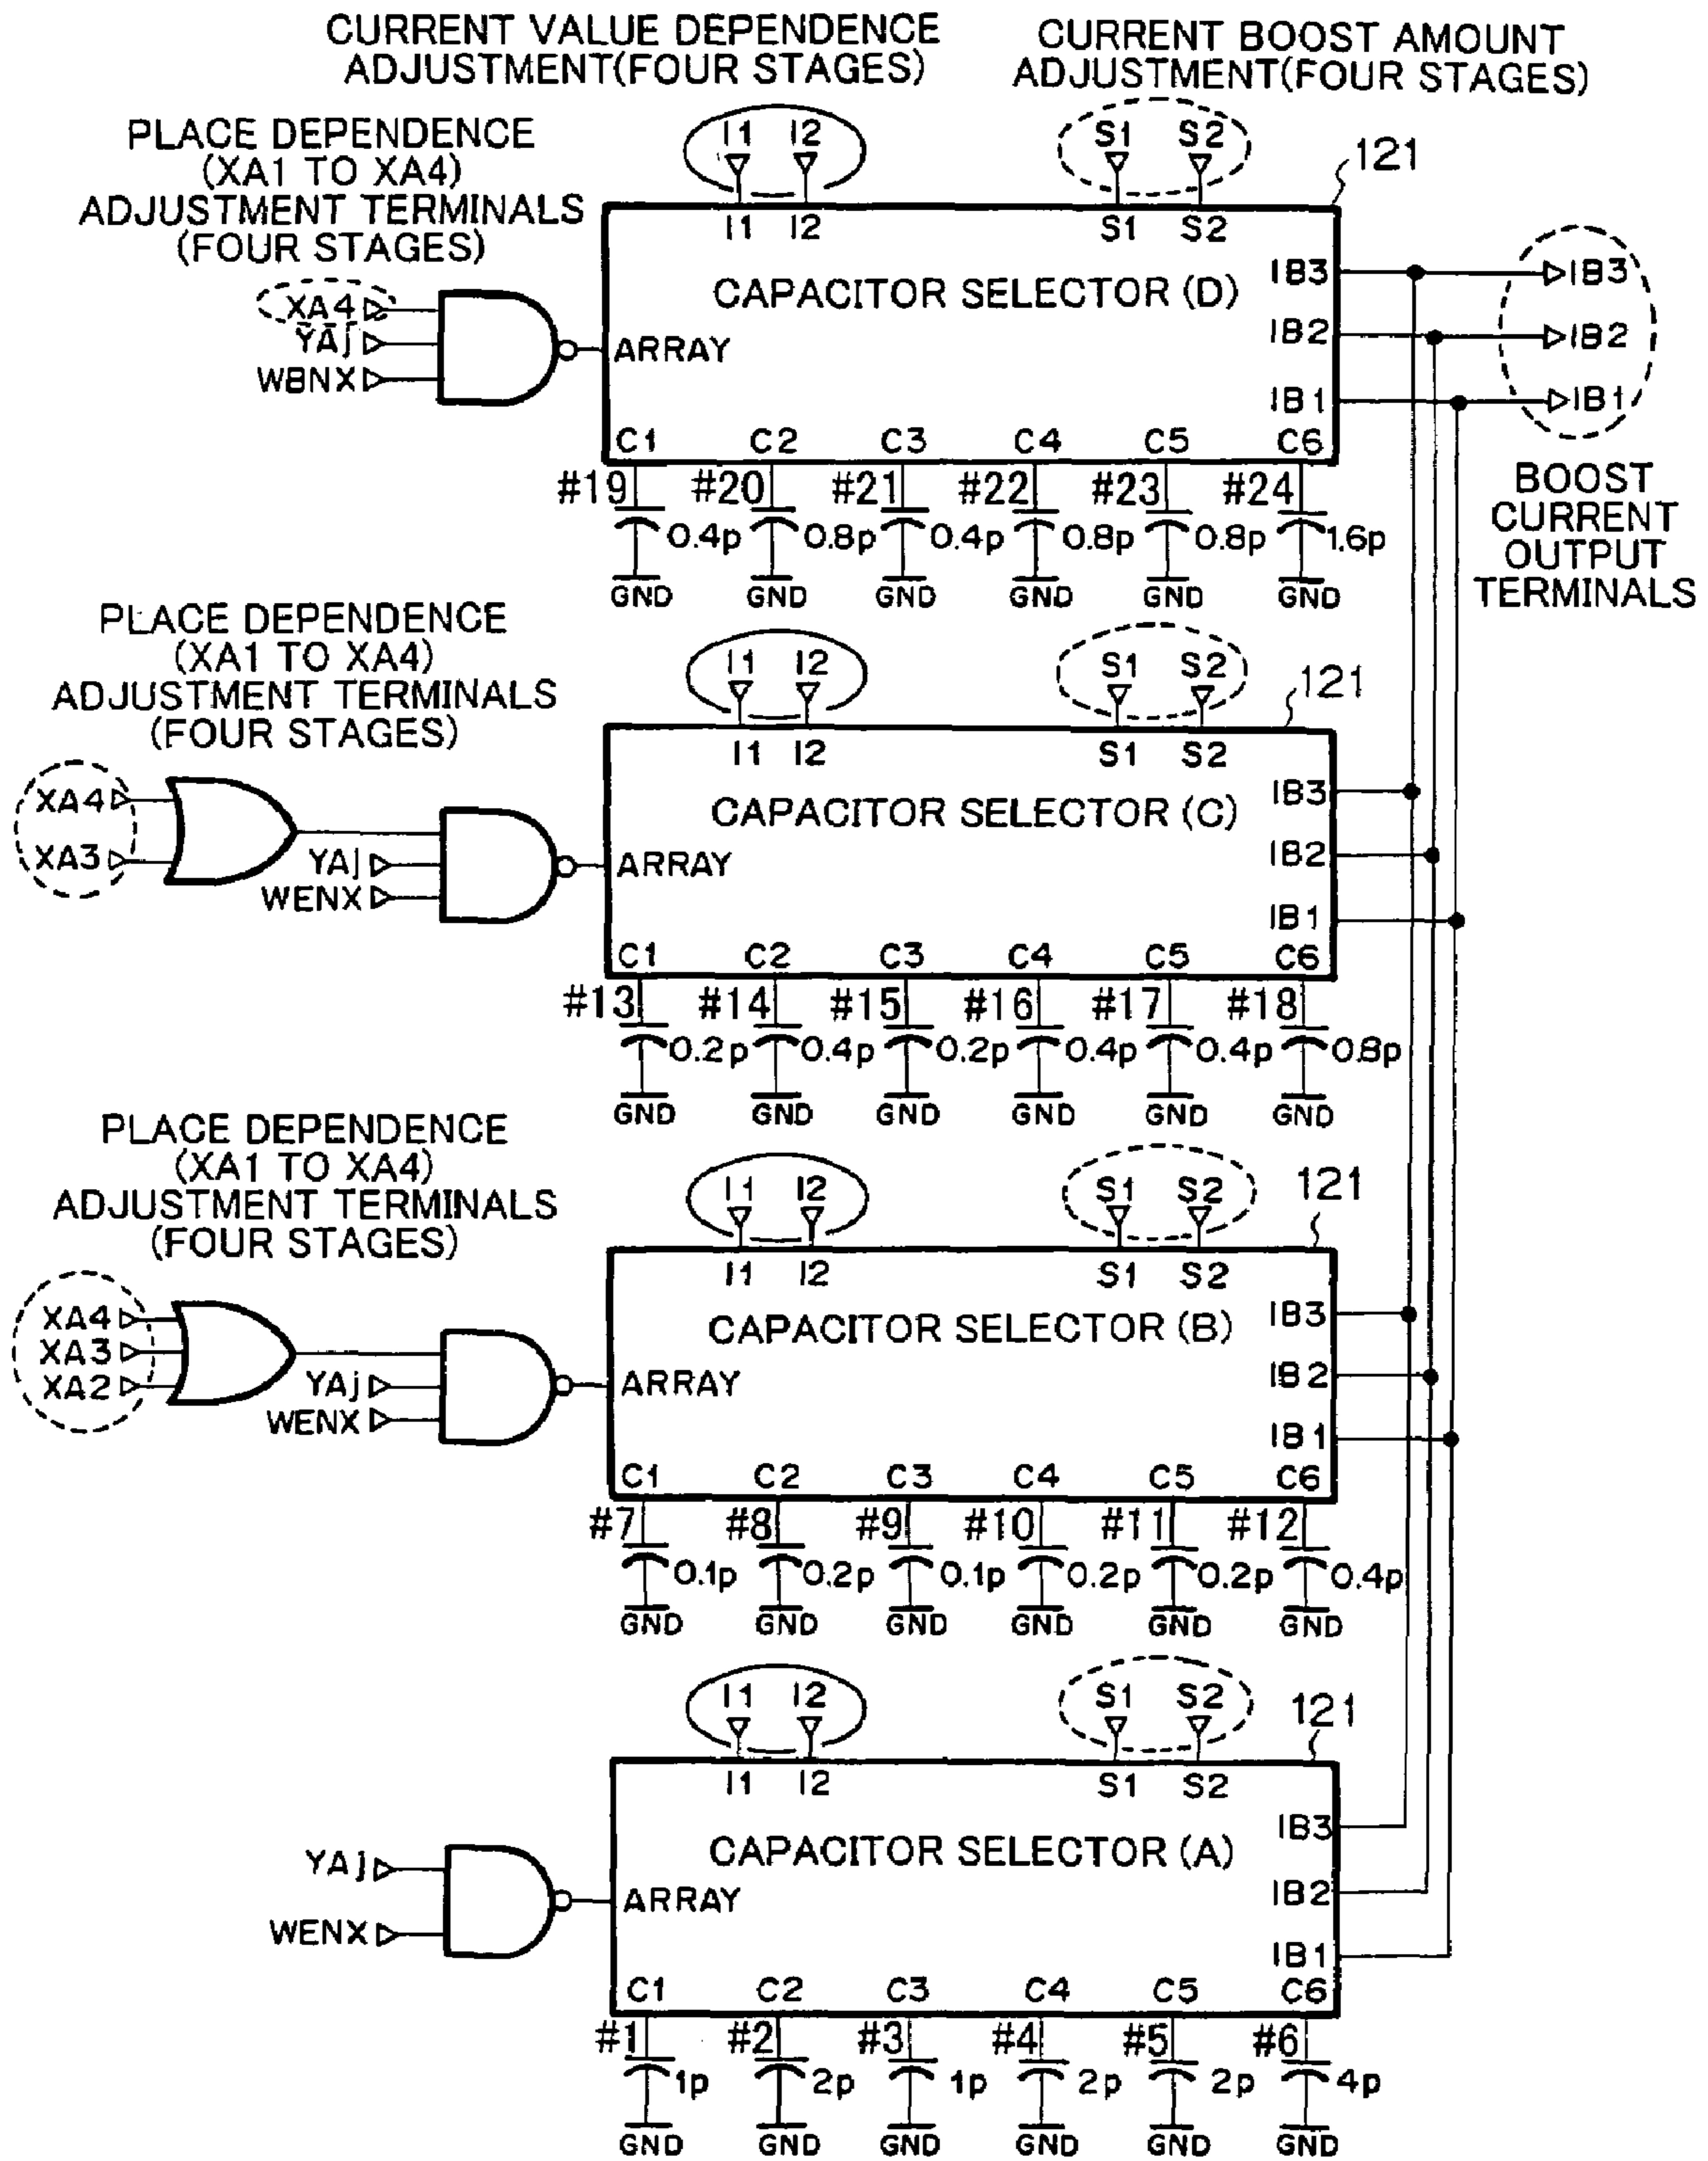 CURRENT VALUE DEPENDENCE
ADJUSTMENT(FOUR STAGES)
CURRENT BOOST AMOUNT
ADJUSTMENT(FOUR STAGES)
PLACE DEPENDENCE
(XA1 TO XA4)
ADJUSTMENT TERMINALS
(FOUR STAGES)
I1 I2
S1 S2
121
I1 I2
S1 S2
XA4
YAj
WBNX
ARRAY
CAPACITOR SELECTOR (D)
IB3
IB2
IB1
IB3
IB2
IB1
BOOST
CURRENT
OUTPUT
TERMINALS
C1 C2 C3 C4 C5 C6
#19 #20 #21 #22 #23 #24
0.4p 0.8p 0.4p 0.8p 0.8p 1.6p
GND GND GND GND GND GND
PLACE DEPENDENCE
(XA1 TO XA4)
ADJUSTMENT TERMINALS
(FOUR STAGES)
I1 I2
S1 S2
121
I1 I2
S1 S2
XA4
XA3
YAj
WENX
ARRAY
CAPACITOR SELECTOR (C)
IB3
IB2
IB1
C1 C2 C3 C4 C5 C6
#13 #14 #15 #16 #17 #18
0.2p 0.4p 0.2p 0.4p 0.4p 0.8p
GND GND GND GND GND GND
PLACE DEPENDENCE
(XA1 TO XA4)
ADJUSTMENT TERMINALS
(FOUR STAGES)
I1 I2
S1 S2
121
I1 I2
S1 S2
XA4
XA3
XA2
YAj
WENX
ARRAY
CAPACITOR SELECTOR (B)
IB3
IB2
IB1
C1 C2 C3 C4 C5 C6
#7 #8 #9 #10 #11 #12
0.1p 0.2p 0.1p 0.2p 0.2p 0.4p
GND GND GND GND GND GND
I1 I2
S1 S2
121
I1 I2
S1 S2
YAj
WENX
ARRAY
CAPACITOR SELECTOR (A)
IB3
IB2
IB1
C1 C2 C3 C4 C5 C6
#1 #2 #3 #4 #5 #6
1p 2p 1p 2p 2p 4p
GND GND GND GND GND GND